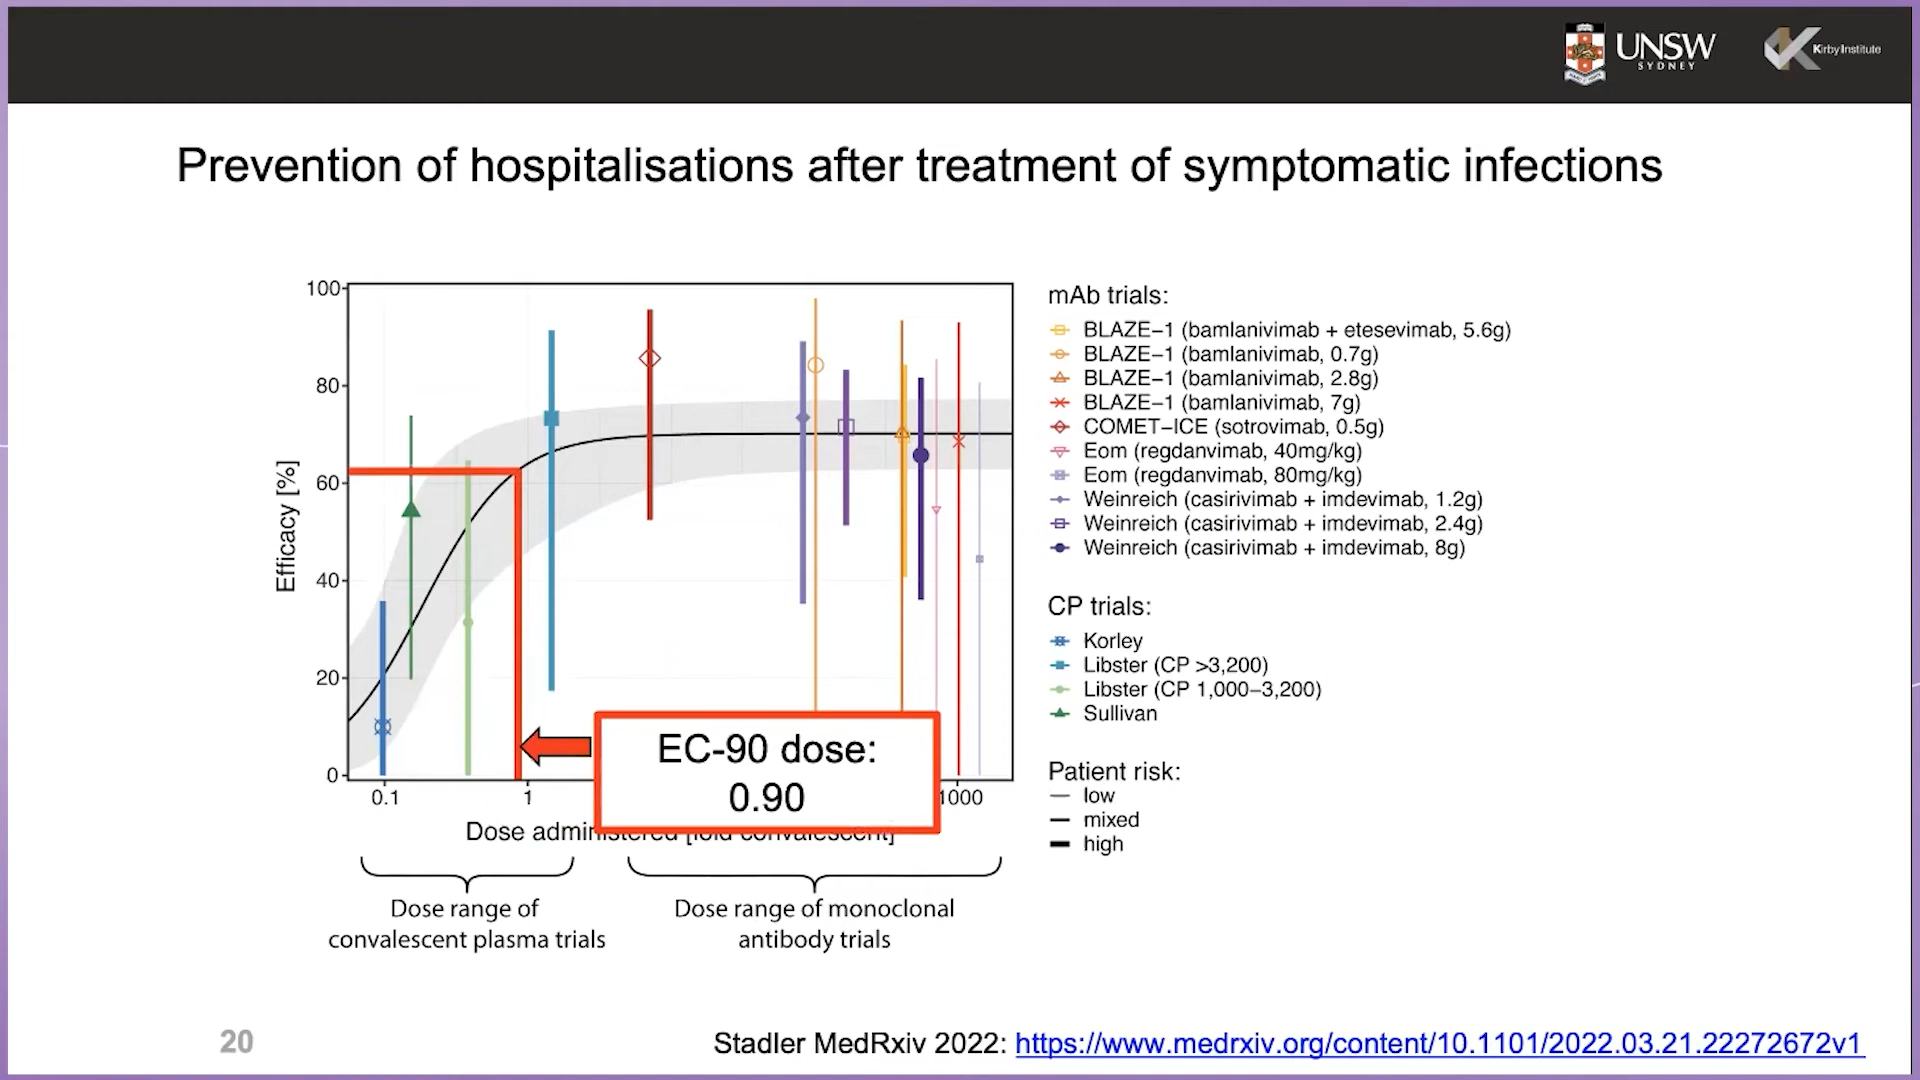 UNSW
SYDNEY
Kirby Institute
Prevention of hospitalisations after treatment of symptomatic infections
100
80
60
40
20
0
Efficacy [%]
0.1
1
1000
Dose administered [fold convalescent]
EC-90 dose:
0.90
Dose range of
convalescent plasma trials
Dose range of monoclonal
antibody trials
mAb trials:
BLAZE−1 (bamlanivimab + etesevimab, 5.6g)
BLAZE−1 (bamlanivimab, 0.7g)
BLAZE−1 (bamlanivimab, 2.8g)
BLAZE−1 (bamlanivimab, 7g)
COMET−ICE (sotrovimab, 0.5g)
Eom (regdanvimab, 40mg/kg)
Eom (regdanvimab, 80mg/kg)
Weinreich (casirivimab + imdevimab, 1.2g)
Weinreich (casirivimab + imdevimab, 2.4g)
Weinreich (casirivimab + imdevimab, 8g)
CP trials:
Korley
Libster (CP >3,200)
Libster (CP 1,000−3,200)
Sullivan
Patient risk:
low
mixed
high
20
Stadler MedRxiv 2022: https://www.medrxiv.org/content/10.1101/2022.03.21.22272672v1